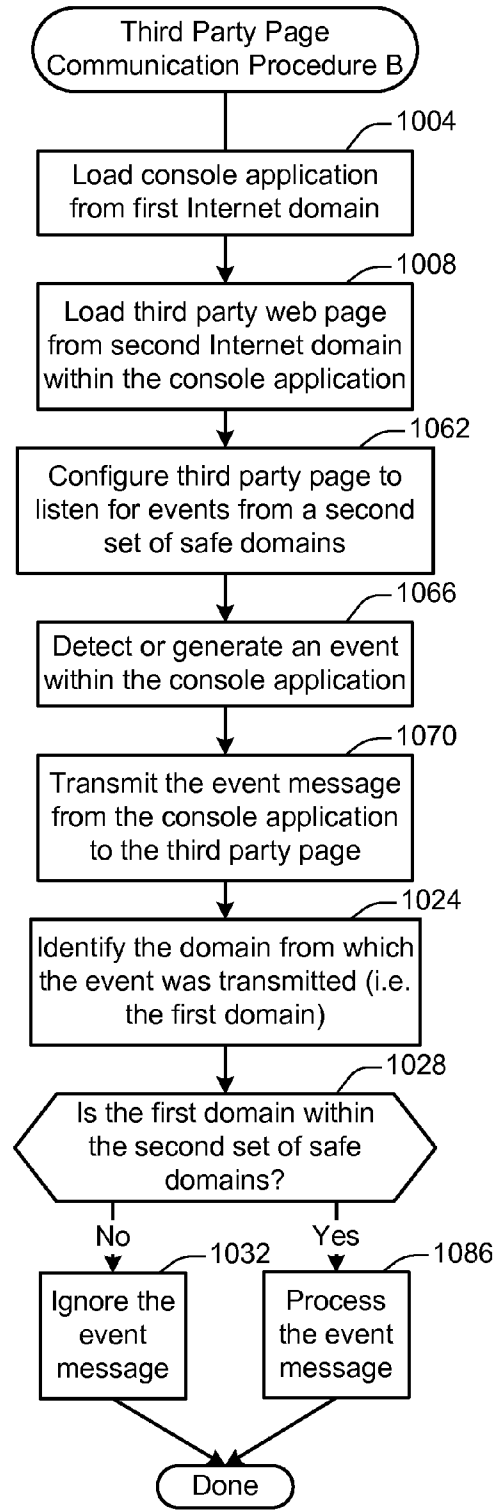 Third Party Page
Communication Procedure B
1004
Load console application
from first Internet domain
1008
Load third party web page
from second Internet domain
within the console application
1062
Configure third party page to
listen for events from a second
set of safe domains
1066
Detect or generate an event
within the console application
1070
Transmit the event message
from the console application
to the third party page
1024
Identify the domain from which
the event was transmitted (i.e.
the first domain)
1028
Is the first domain within
the second set of safe
domains?
No
Yes
1032
Ignore the
event
message
1086
Process
the event
message
Done